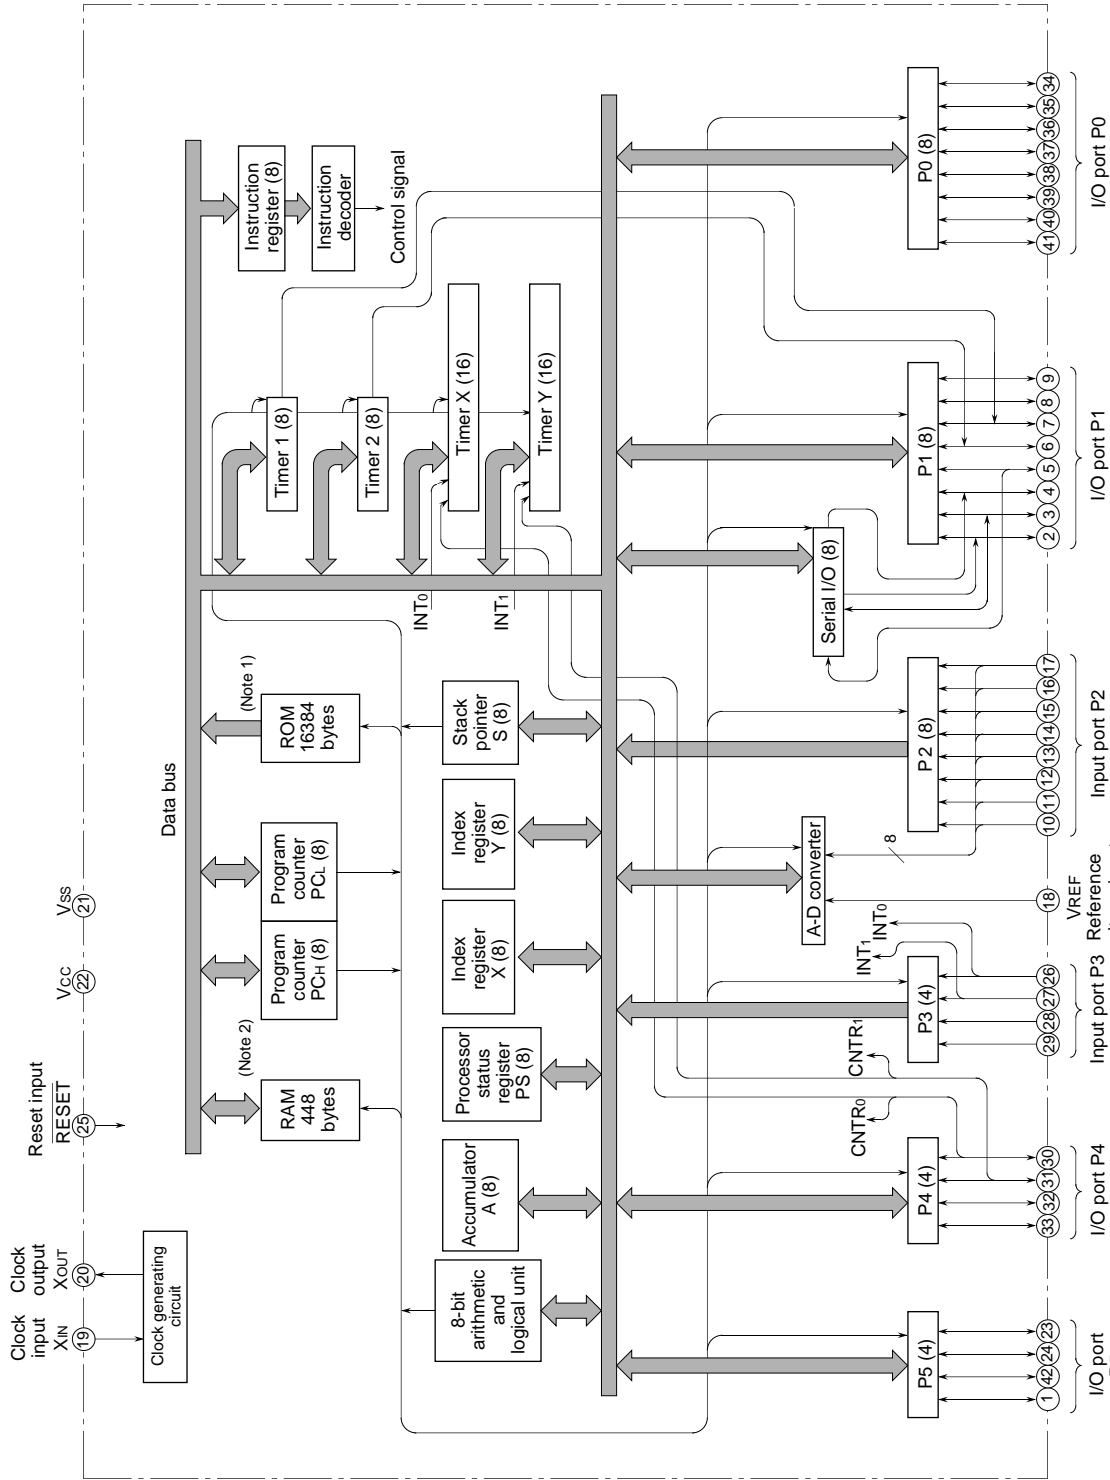 Clock
input
XIN
19
Clock
output
XOUT
20
Reset input
RESET
25
VCC
22
VSS
21
Clock generating
circuit
Data bus
RAM
448
bytes
(Note 2)
Program
counter
PCH (8)
Program
counter
PCL (8)
ROM
16384
bytes
(Note 1)
Instruction
register (8)
Instruction
decoder
Control signal
Timer 1 (8)
Timer 2 (8)
Timer X (16)
Timer Y (16)
INT0
INT1
8-bit
arithmetic
and
logical unit
Accumulator
A (8)
Processor
status
register
PS (8)
Index
register
X (8)
Index
register
Y (8)
Stack
pointer
S (8)
CNTR0
CNTR1
INT1
INT0
A-D converter
8
Serial I/O (8)
P5 (4)
P4 (4)
P3 (4)
P2 (8)
P1 (8)
P0 (8)
1 42 24 23
33 32 31 30
29 28 27 26
18
10 11 12 13 14 15 16 17
2 3 4 5 6 7 8 9
41 40 39 38 37 36 35 34
I/O port
I/O port P4
Input port P3
VREF
Reference
Input port P2
I/O port P1
I/O port P0